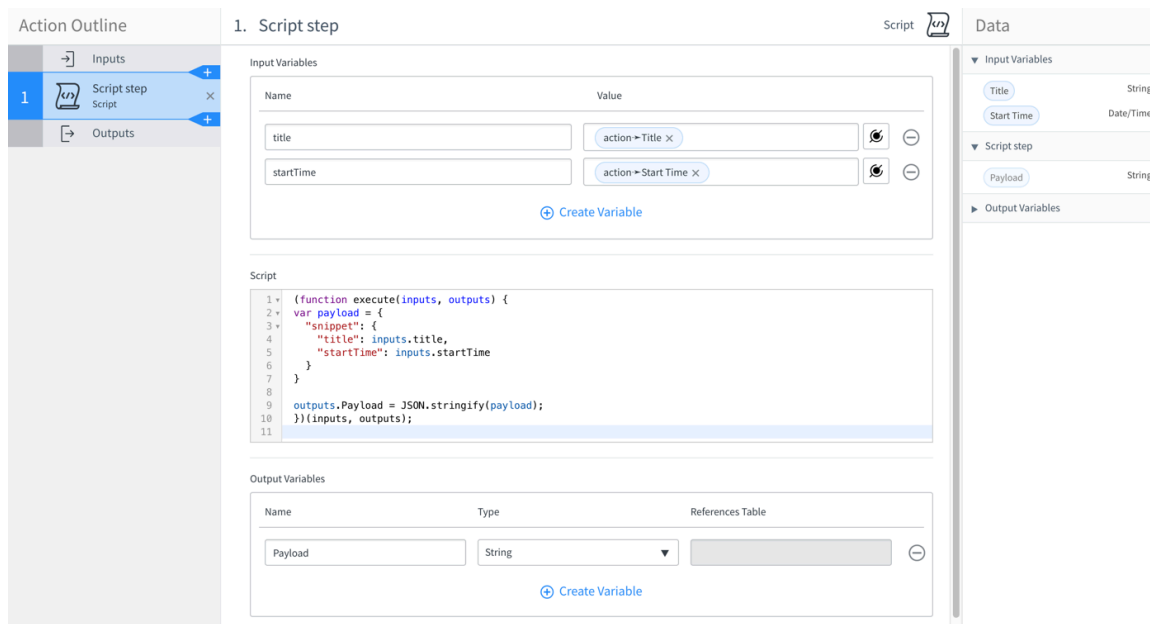 Action Outline
Inputs
1
Script step
Script
Outputs
1. Script step
Script
Input Variables
Name Value
title action➛Title
startTime action➛Start Time
Create Variable
Script
1 (function execute(inputs, outputs) {
2 var payload = {
3 "snippet": {
4 "title": inputs.title,
5 "startTime": inputs.startTime
6 }
7 }
8
9 outputs.Payload = JSON.stringify(payload);
10 })(inputs, outputs);
11
Output Variables
Name Type References Table
Payload String
Create Variable
Data
Input Variables
Title String
Start Time Date/Time
Script step
Payload String
Output Variables